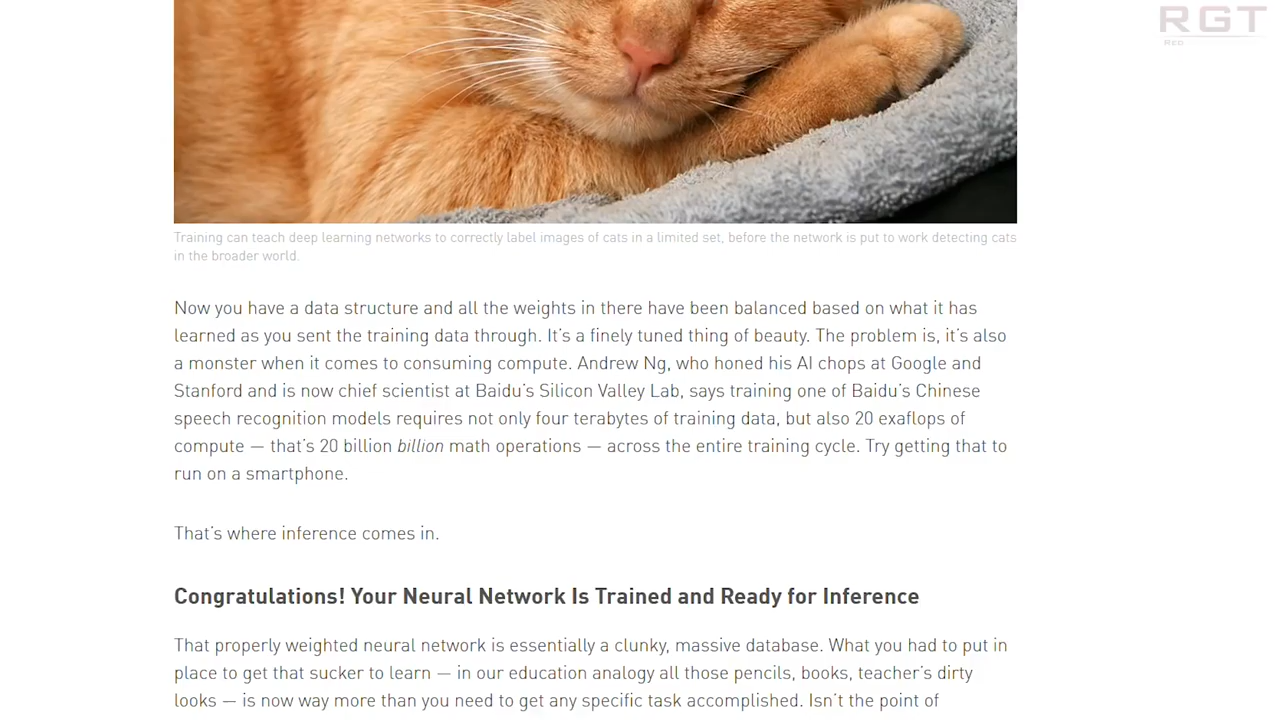 RGT
Training can teach deep learning networks to correctly label images of cats in a limited set, before the network is put to work detecting cats
in the broader world.
Now you have a data structure and all the weights in there have been balanced based on what it has
learned as you sent the training data through. It's a finely tuned thing of beauty. The problem is, it's also
a monster when it comes to consuming compute. Andrew Ng, who honed his AI chops at Google and
Stanford and is now chief scientist at Baidu's Silicon Valley Lab, says training one of Baidu's Chinese
speech recognition models requires not only four terabytes of training data, but also 20 exaflops of
compute — that's 20 billion billion math operations — across the entire training cycle. Try getting that to
run on a smartphone.
That's where inference comes in.
Congratulations! Your Neural Network Is Trained and Ready for Inference
That properly weighted neural network is essentially a clunky, massive database. What you had to put in
place to get that sucker to learn — in our education analogy all those pencils, books, teacher's dirty
looks — is now way more than you need to get any specific task accomplished. Isn't the point of